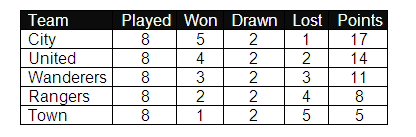 Team Played Won Drawn Lost Points
City 8 5 2 1 17
United 8 4 2 2 14
Wanderers 8 3 2 3 11
Rangers 8 2 2 4 8
Town 8 1 2 5 5